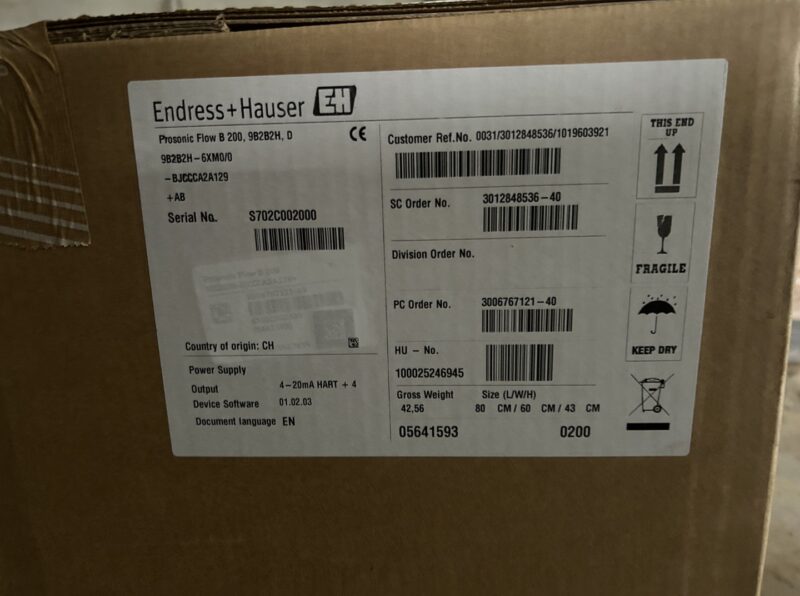 Endress+Hauser EH
Prosonic Flow B 200, 9B2B2H, D
CE
9B2B2H-6XM0/0
-BJCCCA2A129
+AB
Serial No. S702C002000
Country of origin: CH
Power Supply
Output 4-20mA HART + 4
Device Software 01.02.03
Document language EN
Customer Ref.No. 0031/3012848536/1019603921
SC Order No. 3012848536-40
Division Order No.
PC Order No. 3006767121-40
HU - No.
100025246945
Gross Weight Size (L/W/H)
42,56 80 CM / 60 CM / 43 CM
05641593 0200
THIS END
UP
FRAGILE
KEEP DRY